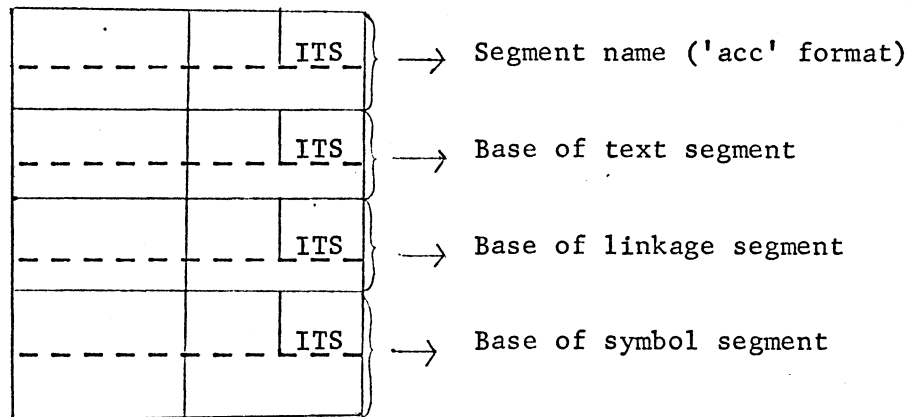 ITS → Segment name ('acc' format)
ITS → Base of text segment
ITS → Base of linkage segment
ITS → Base of symbol segment